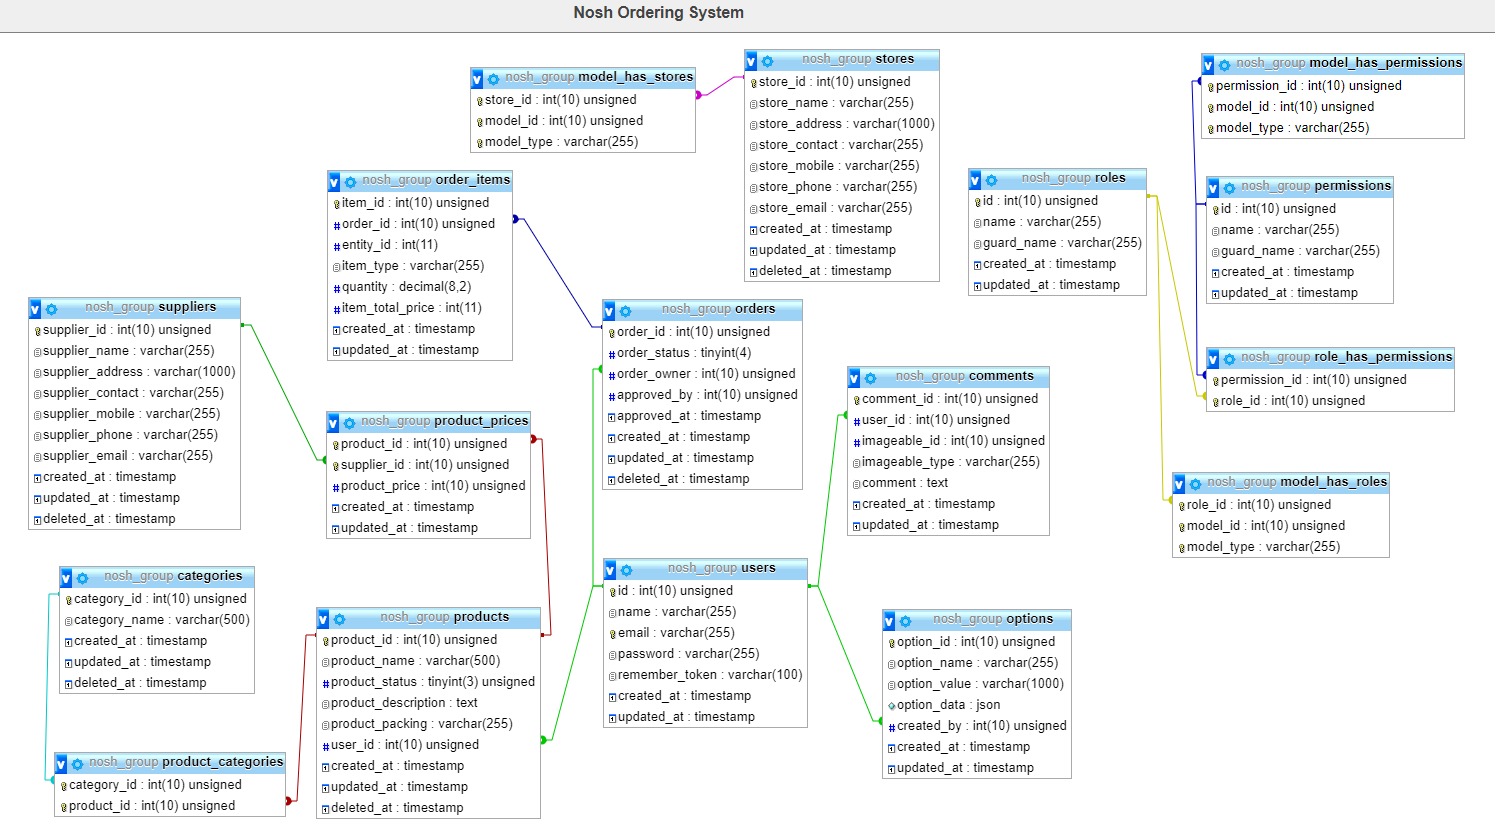 Nosh Ordering System
nosh_group model_has_stores
store_id : int(10) unsigned
model_id : int(10) unsigned
model_type : varchar(255)
nosh_group stores
store_id : int(10) unsigned
store_name : varchar(255)
store_address : varchar(1000)
store_contact : varchar(255)
store_mobile : varchar(255)
store_phone : varchar(255)
store_email : varchar(255)
created_at : timestamp
updated_at : timestamp
deleted_at : timestamp
nosh_group model_has_permissions
permission_id : int(10) unsigned
model_id : int(10) unsigned
model_type : varchar(255)
nosh_group order_items
item_id : int(10) unsigned
order_id : int(10) unsigned
entity_id : int(11)
item_type : varchar(255)
quantity : decimal(8,2)
item_total_price : int(11)
created_at : timestamp
updated_at : timestamp
nosh_group roles
id : int(10) unsigned
name : varchar(255)
guard_name : varchar(255)
created_at : timestamp
updated_at : timestamp
nosh_group permissions
id : int(10) unsigned
name : varchar(255)
guard_name : varchar(255)
created_at : timestamp
updated_at : timestamp
nosh_group suppliers
supplier_id : int(10) unsigned
supplier_name : varchar(255)
supplier_address : varchar(1000)
supplier_contact : varchar(255)
supplier_mobile : varchar(255)
supplier_phone : varchar(255)
supplier_email : varchar(255)
created_at : timestamp
updated_at : timestamp
deleted_at : timestamp
nosh_group orders
order_id : int(10) unsigned
order_status : tinyint(4)
order_owner : int(10) unsigned
approved_by : int(10) unsigned
approved_at : timestamp
created_at : timestamp
updated_at : timestamp
deleted_at : timestamp
nosh_group role_has_permissions
permission_id : int(10) unsigned
role_id : int(10) unsigned
nosh_group comments
comment_id : int(10) unsigned
user_id : int(10) unsigned
imageable_id : int(10) unsigned
imageable_type : varchar(255)
comment : text
created_at : timestamp
updated_at : timestamp
nosh_group product_prices
product_id : int(10) unsigned
supplier_id : int(10) unsigned
product_price : int(10) unsigned
created_at : timestamp
updated_at : timestamp
nosh_group model_has_roles
role_id : int(10) unsigned
model_id : int(10) unsigned
model_type : varchar(255)
nosh_group categories
category_id : int(10) unsigned
category_name : varchar(500)
created_at : timestamp
updated_at : timestamp
deleted_at : timestamp
nosh_group users
id : int(10) unsigned
name : varchar(255)
email : varchar(255)
password : varchar(255)
remember_token : varchar(100)
created_at : timestamp
updated_at : timestamp
nosh_group products
product_id : int(10) unsigned
product_name : varchar(500)
product_status : tinyint(3) unsigned
product_description : text
product_packing : varchar(255)
user_id : int(10) unsigned
created_at : timestamp
updated_at : timestamp
deleted_at : timestamp
nosh_group options
option_id : int(10) unsigned
option_name : varchar(255)
option_value : varchar(1000)
option_data : json
created_by : int(10) unsigned
created_at : timestamp
updated_at : timestamp
nosh_group product_categories
category_id : int(10) unsigned
product_id : int(10) unsigned